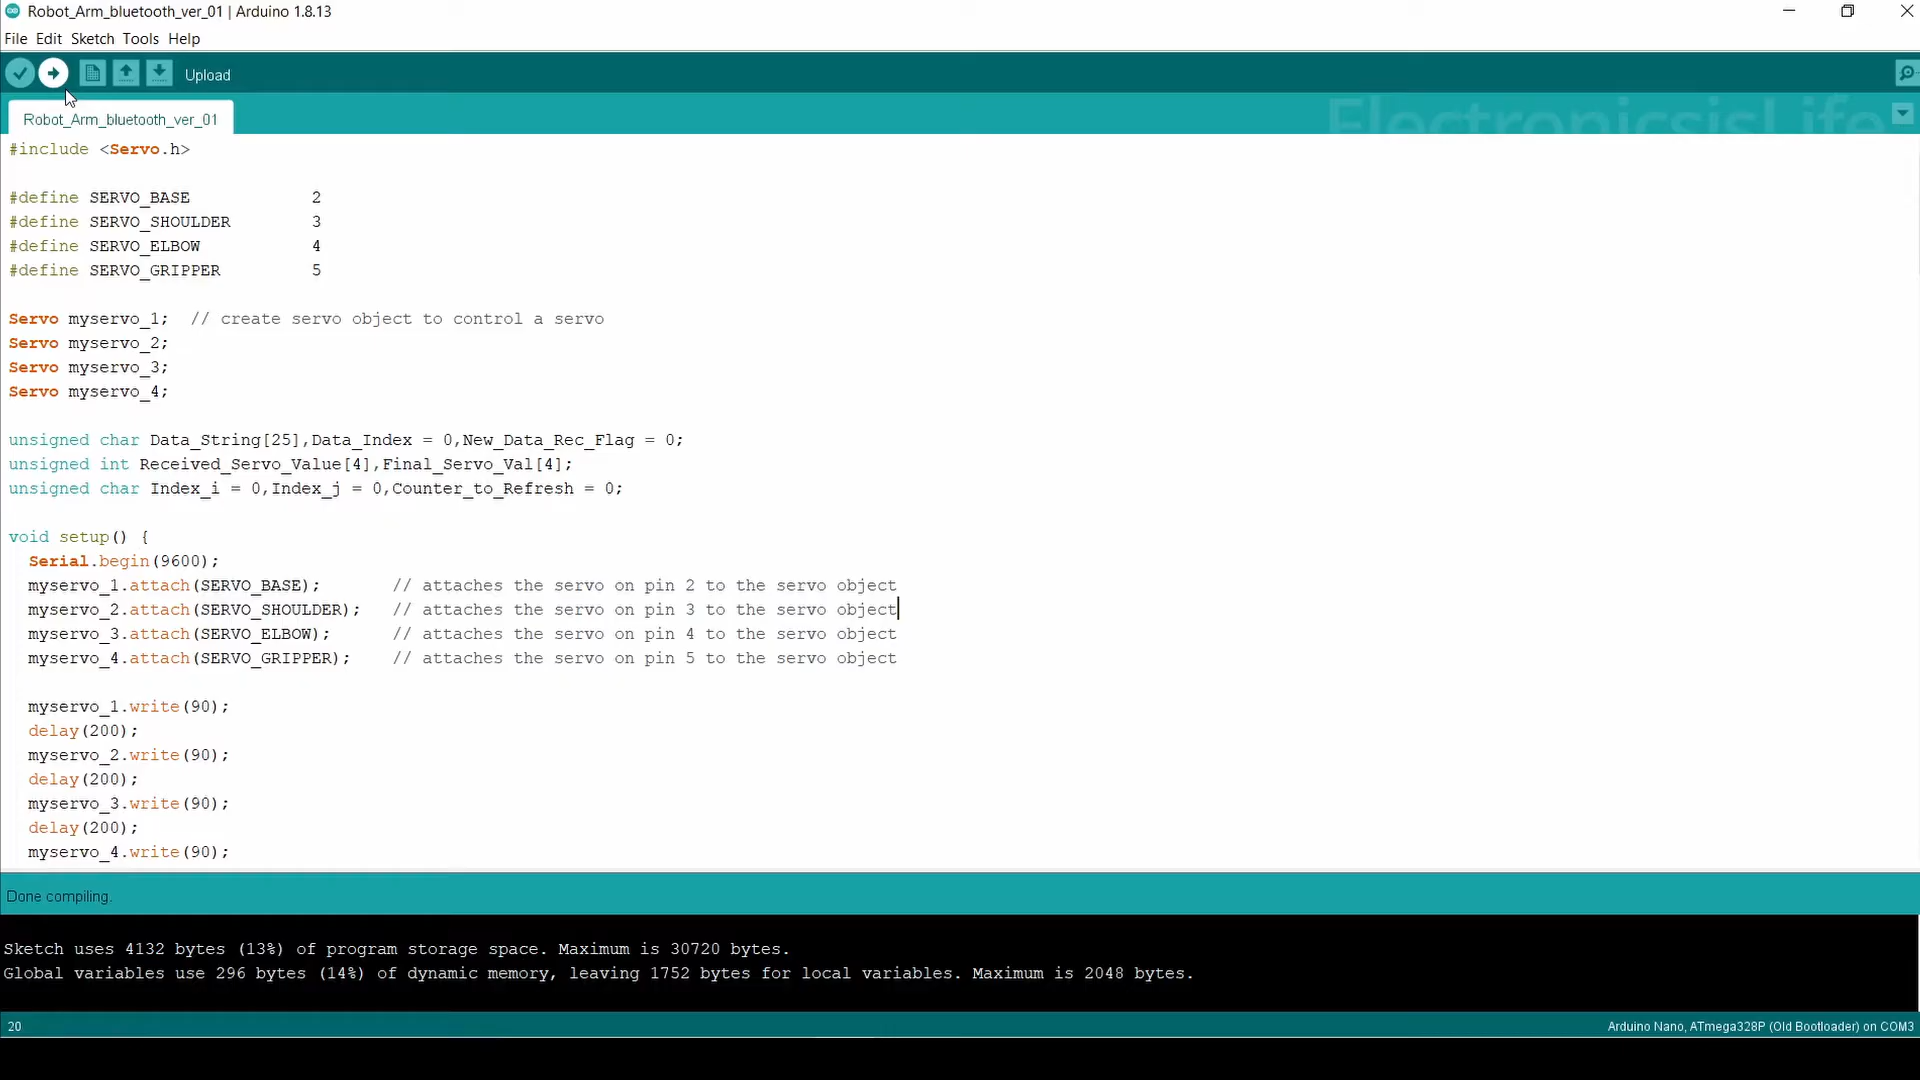 Robot_Arm_bluetooth_ver_01 | Arduino 1.8.13
File Edit Sketch Tools Help
Upload
Robot_Arm_bluetooth_ver_01
ElectronicsisLife
#include <Servo.h>
#define SERVO_BASE 2
#define SERVO_SHOULDER 3
#define SERVO_ELBOW 4
#define SERVO_GRIPPER 5
Servo myservo_1; // create servo object to control a servo
Servo myservo_2;
Servo myservo_3;
Servo myservo_4;
unsigned char Data_String[25],Data_Index = 0,New_Data_Rec_Flag = 0;
unsigned int Received_Servo_Value[4],Final_Servo_Val[4];
unsigned char Index_i = 0,Index_j = 0,Counter_to_Refresh = 0;
void setup() {
Serial.begin(9600);
myservo_1.attach(SERVO_BASE); // attaches the servo on pin 2 to the servo object
myservo_2.attach(SERVO_SHOULDER); // attaches the servo on pin 3 to the servo object
myservo_3.attach(SERVO_ELBOW); // attaches the servo on pin 4 to the servo object
myservo_4.attach(SERVO_GRIPPER); // attaches the servo on pin 5 to the servo object
myservo_1.write(90);
delay(200);
myservo_2.write(90);
delay(200);
myservo_3.write(90);
delay(200);
myservo_4.write(90);
Done compiling.
Sketch uses 4132 bytes (13%) of program storage space. Maximum is 30720 bytes.
Global variables use 296 bytes (14%) of dynamic memory, leaving 1752 bytes for local variables. Maximum is 2048 bytes.
20
Arduino Nano, ATmega328P (Old Bootloader) on COM3